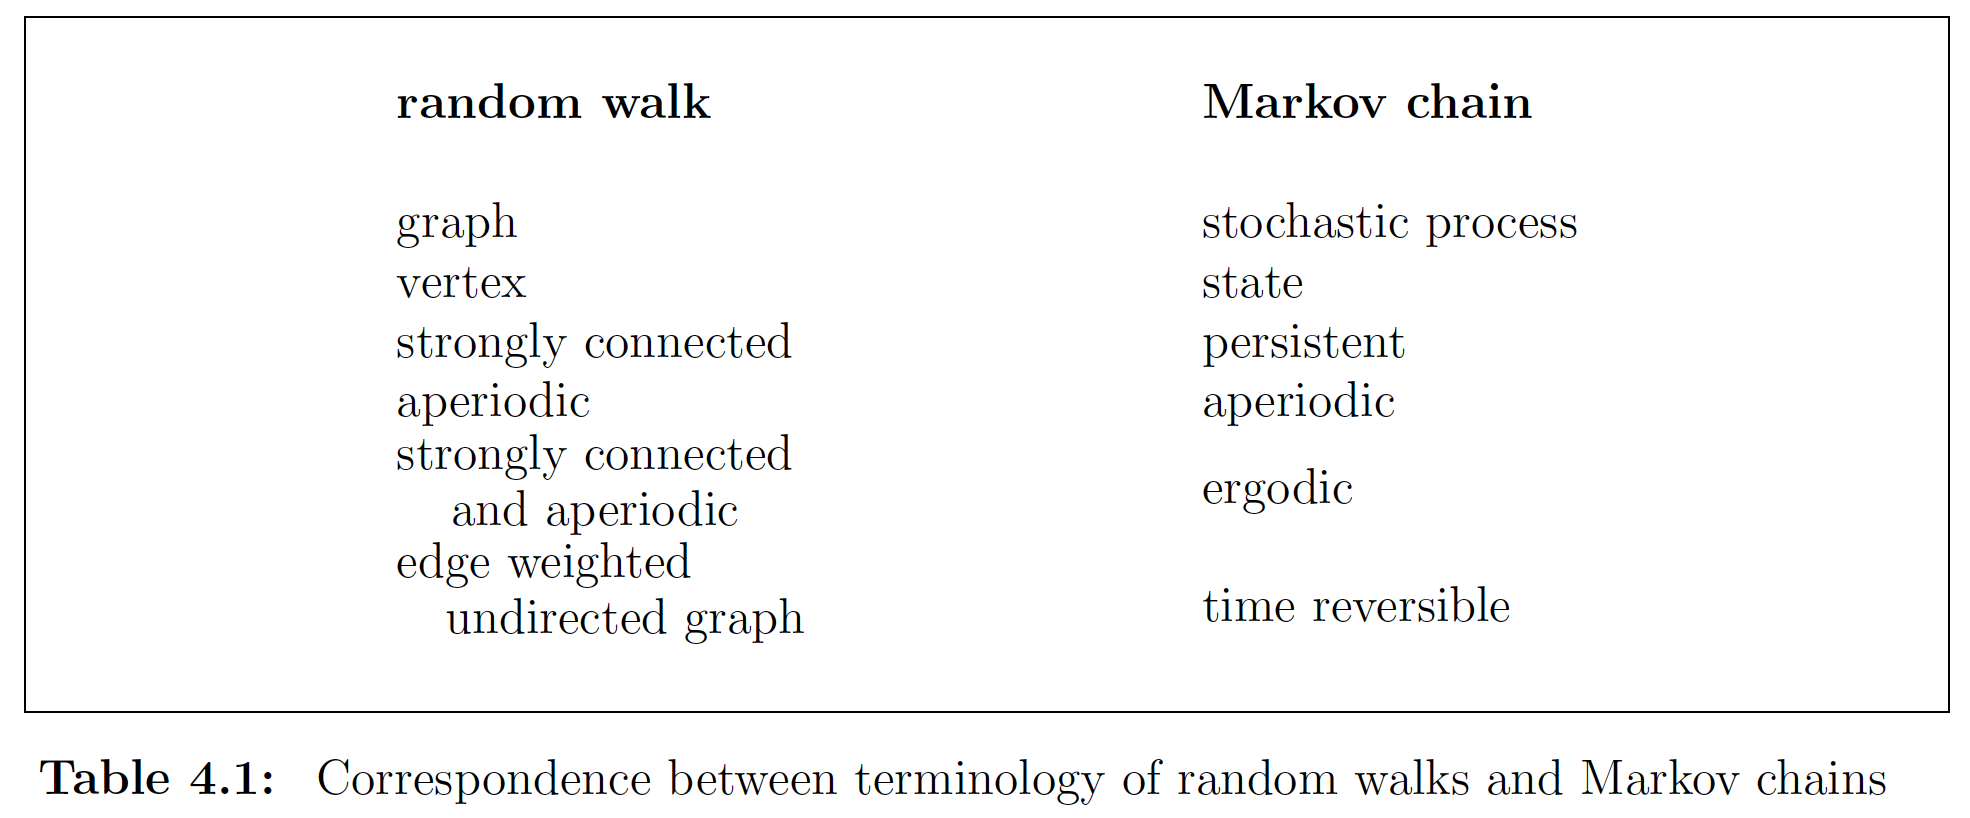 random walk Markov chain
graph stochastic process
vertex state
strongly connected persistent
aperiodic aperiodic
strongly connected
and aperiodic ergodic
edge weighted
undirected graph time reversible
Table 4.1: Correspondence between terminology of random walks and Markov chains